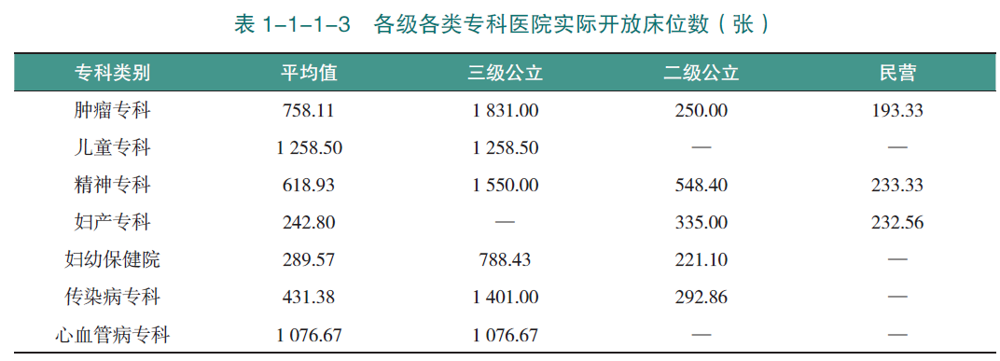 表 1–1–1–3 各级各类专科医院实际开放床位数（张）
专科类别 平均值 三级公立 二级公立 民营
肿瘤专科 758.11 1 831.00 250.00 193.33
儿童专科 1 258.50 1 258.50 — —
精神专科 618.93 1 550.00 548.40 233.33
妇产专科 242.80 — 335.00 232.56
妇幼保健院 289.57 788.43 221.10 —
传染病专科 431.38 1 401.00 292.86 —
心血管病专科 1 076.67 1 076.67 — —